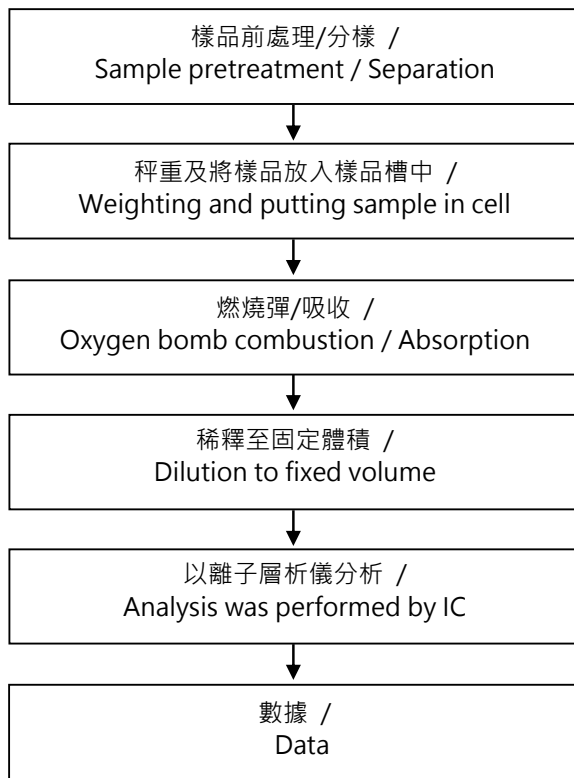 樣品前處理/分樣 /
Sample pretreatment / Separation
秤重及將樣品放入樣品槽中 /
Weighting and putting sample in cell
燃燒彈/吸收 /
Oxygen bomb combustion / Absorption
稀釋至固定體積 /
Dilution to fixed volume
以離子層析儀分析 /
Analysis was performed by IC
數據 /
Data